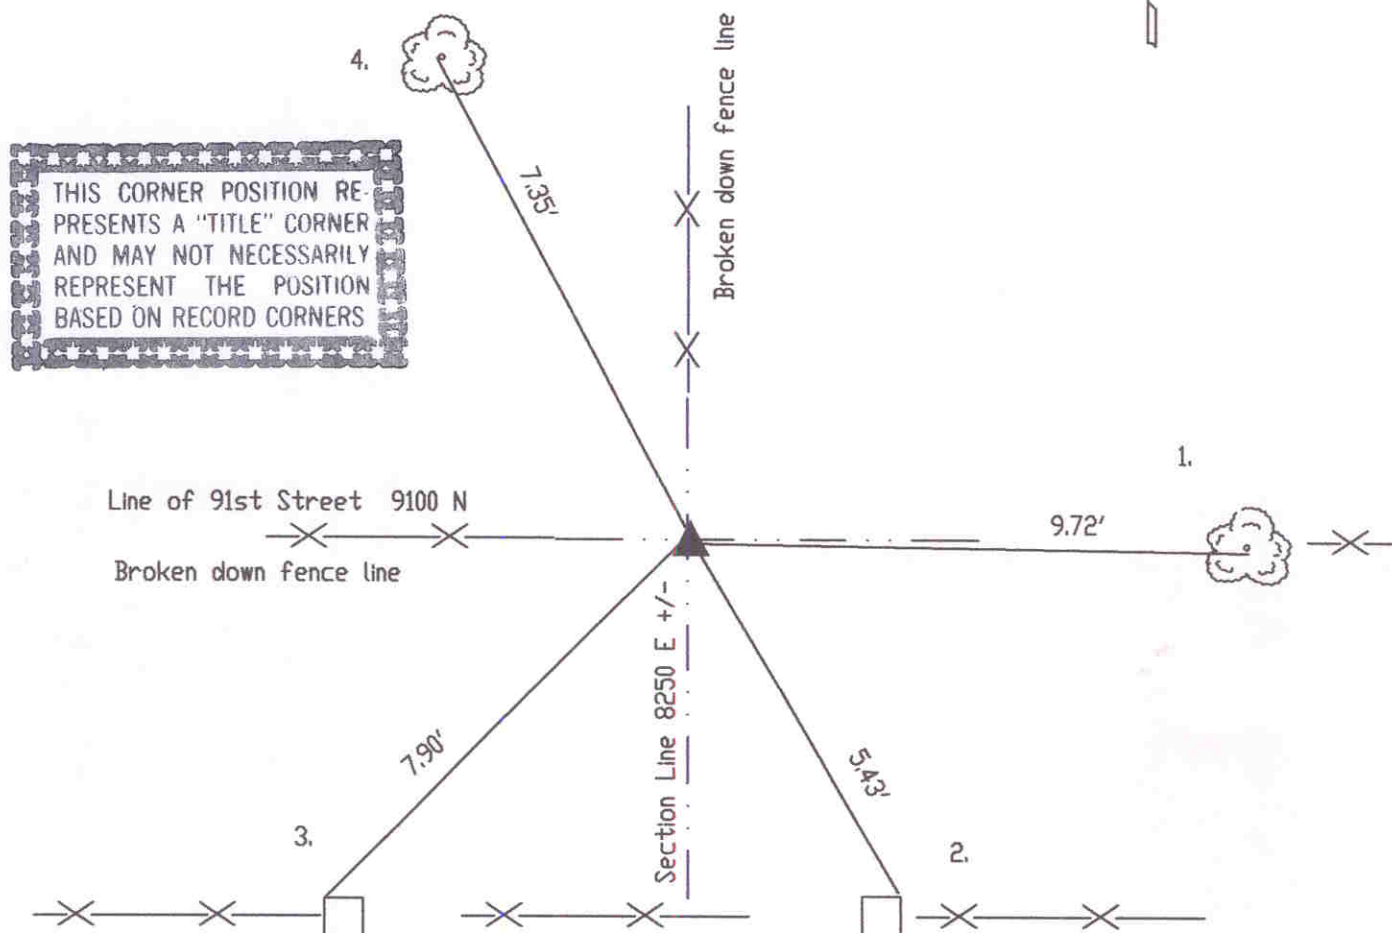 4.
Broken down fence line
THIS CORNER POSITION RE-
PRESENTS A "TITLE" CORNER
AND MAY NOT NECESSARILY
REPRESENT THE POSITION
BASED ON RECORD CORNERS
7.35'
1.
Line of 91st Street 9100 N
9.72'
Broken down fence line
Section Line 8250 E +/-
7.90'
5.43'
3.
2.